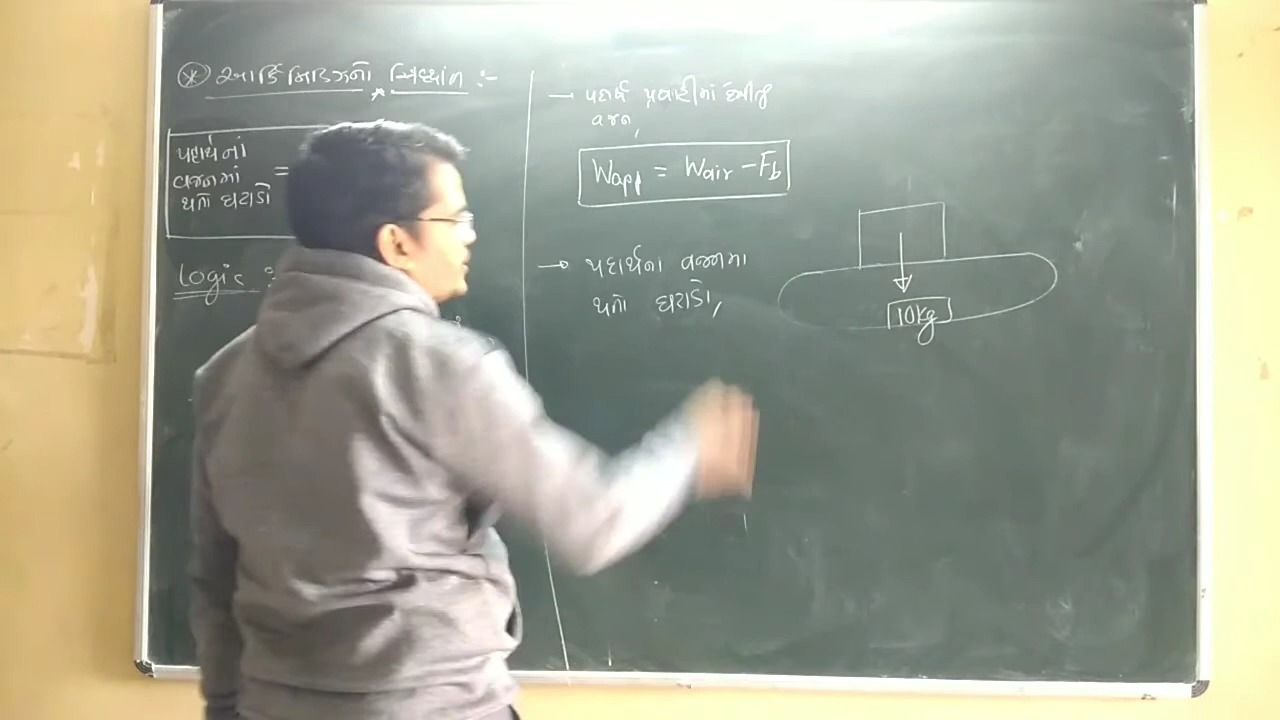 * આર્કિમિડિઝનો સિધ્ધાંત :-
પદાર્થનાં
વજનમાં =
થતો ઘટાડો
Logic :
→ પદાર્થ પ્રવાહીમાં હોય
વજન,
Wapp = Wair - Fb
→ પદાર્થના વજનમા
થતો ઘટાડો,
10kg